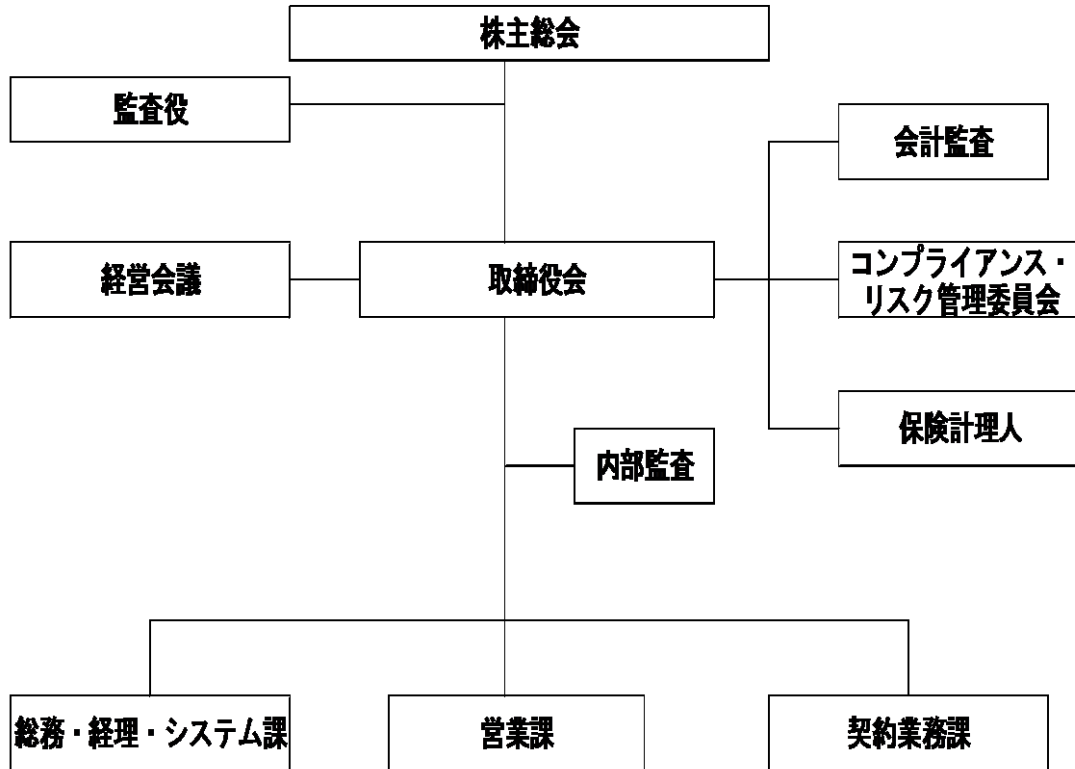 株主総会
監査役
会計監査
経営会議
取締役会
コンプライアンス・
リスク管理委員会
保険計理人
内部監査
総務・経理・システム課
営業課
契約業務課